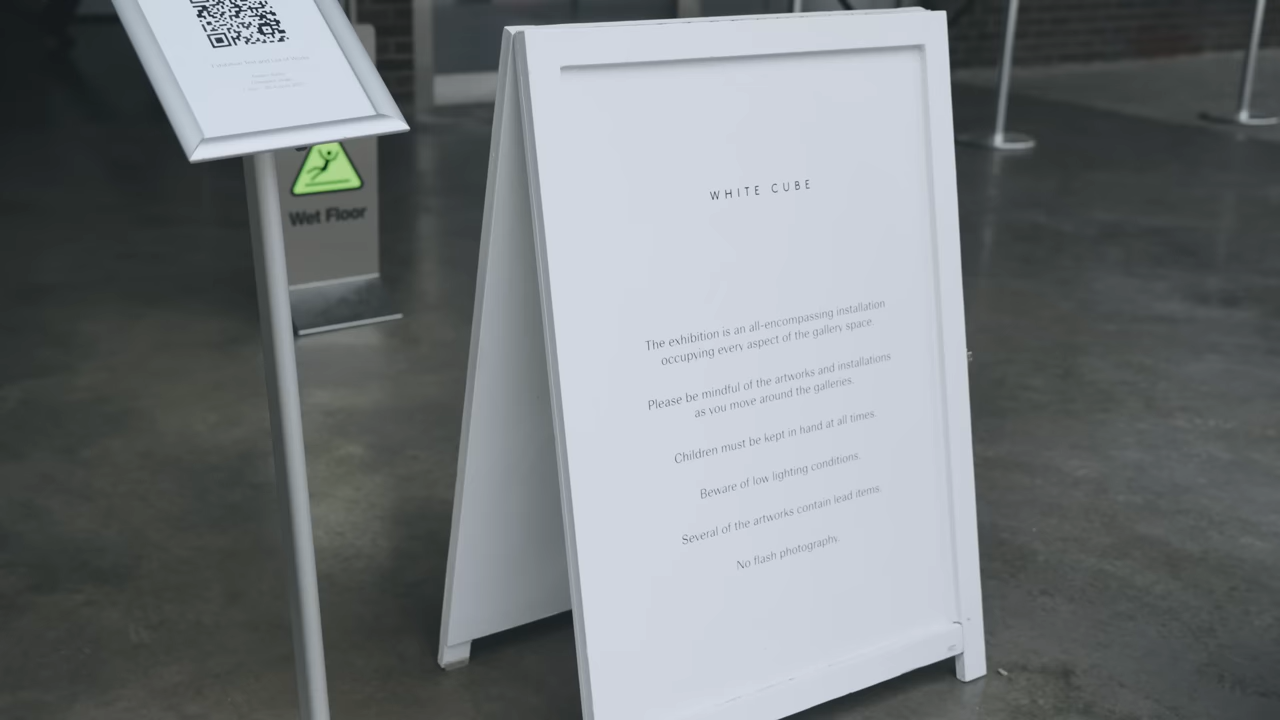 Wet Floor
WHITE CUBE
The exhibition is an all-encompassing installation
occupying every aspect of the gallery space.
Please be mindful of the artworks and installations
as you move around the galleries.
Children must be kept in hand at all times.
Beware of low lighting conditions.
Several of the artworks contain lead items.
No flash photography.